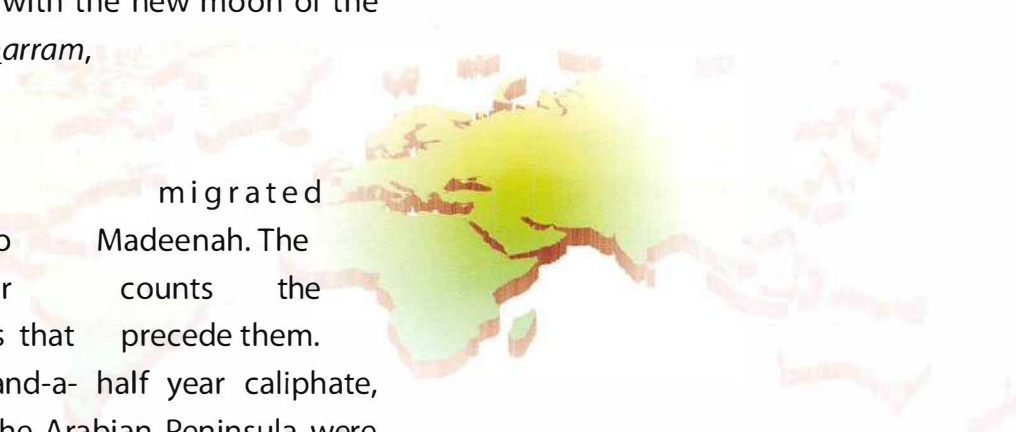 with the new moon of the
arram,
migrated
Madeenah. The
counts the
that precede them.
and-a- half year caliphate,
the Arabian Peninsula were